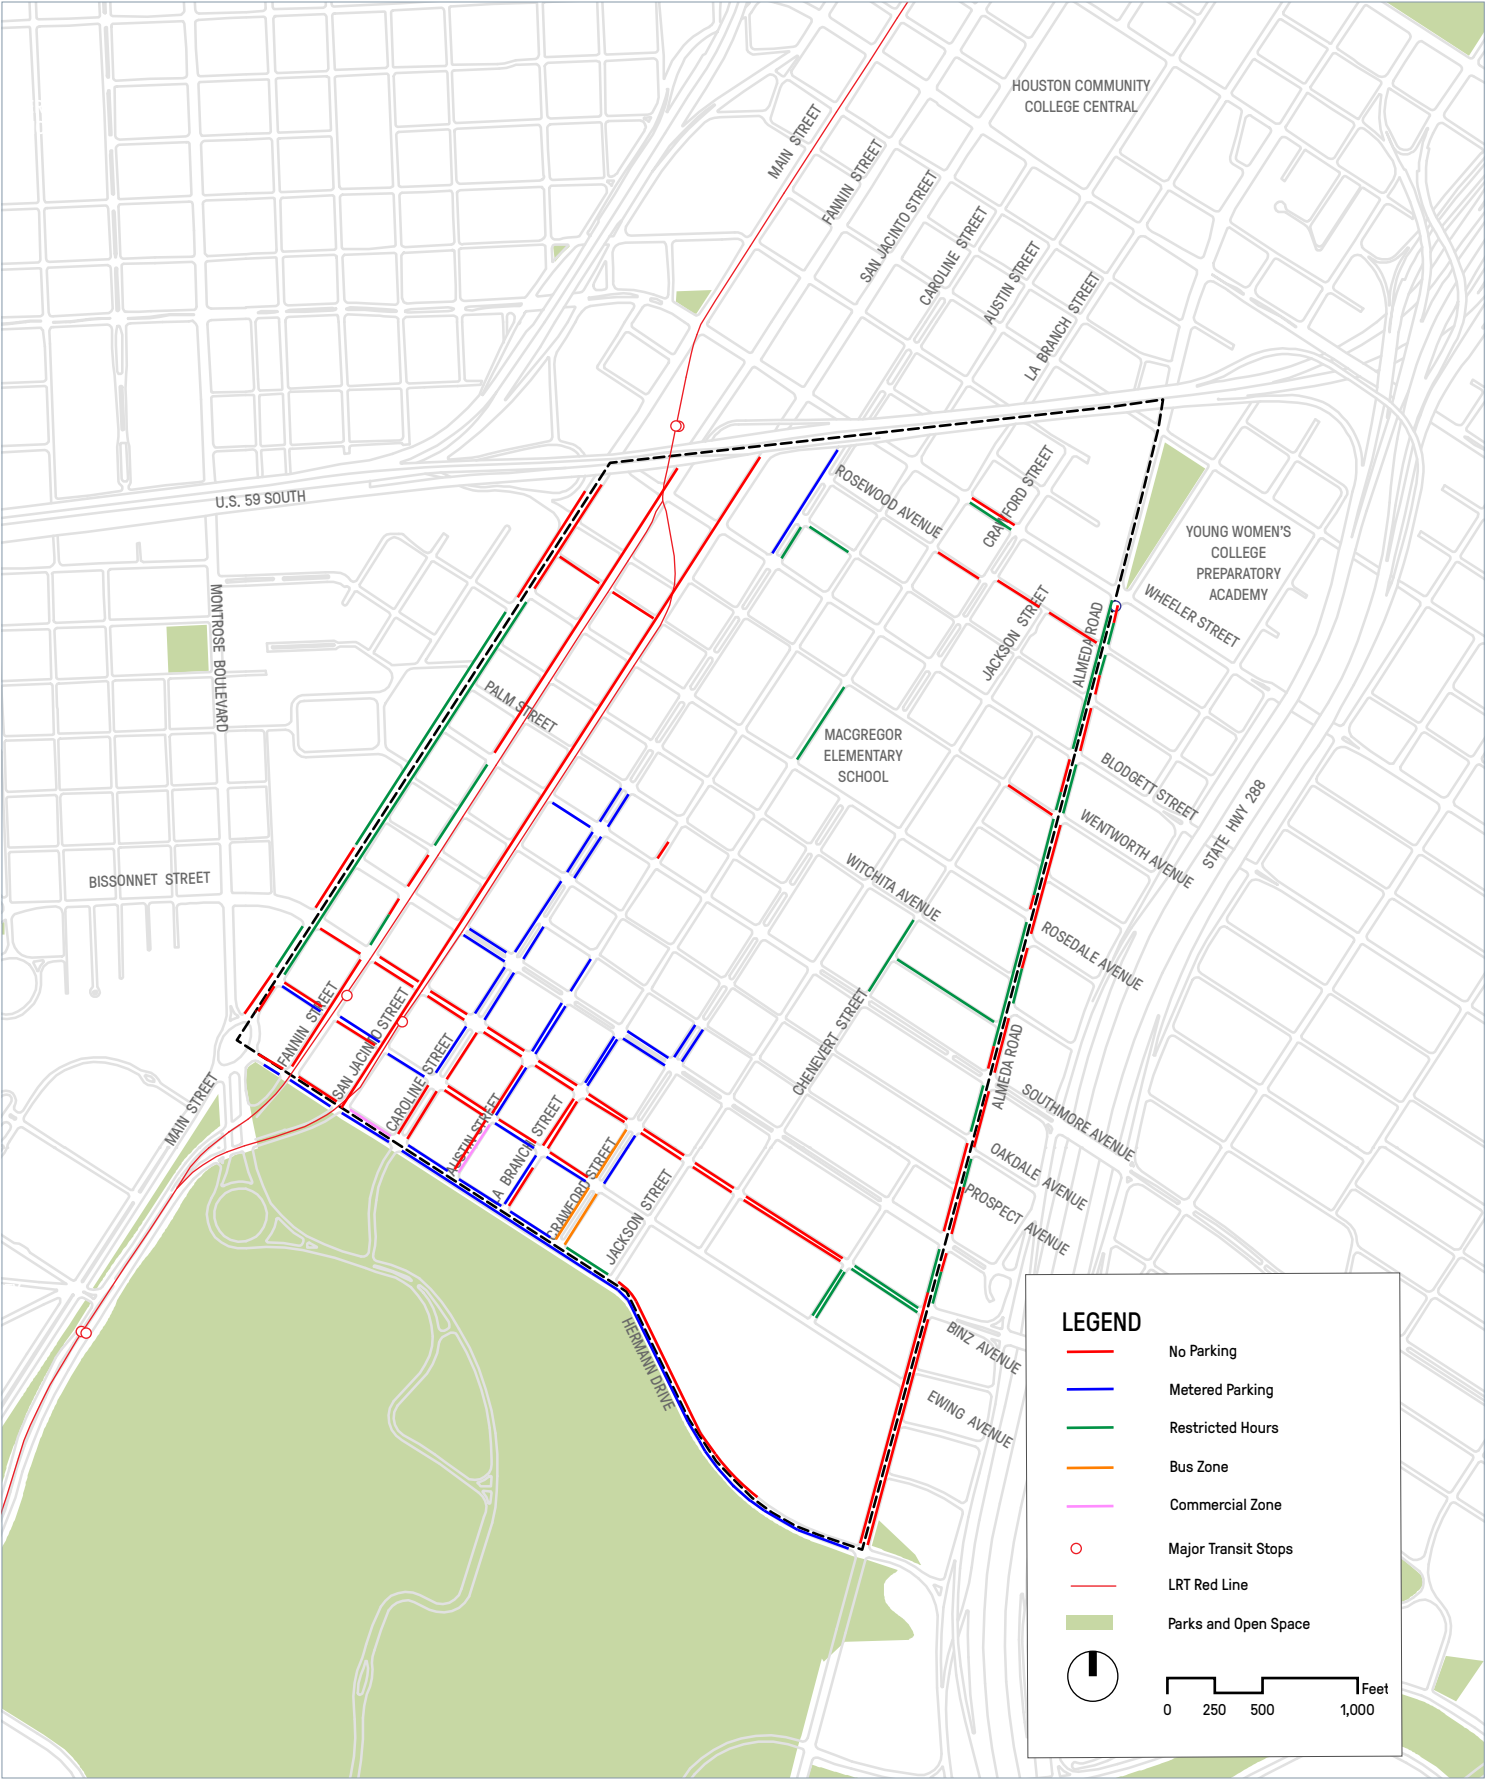 HOUSTON COMMUNITY
COLLEGE CENTRAL
MAIN STREET
FANNIN STREET
SAN JACINTO STREET
CAROLINE STREET
AUSTIN STREET
LA BRANCH STREET
U.S. 59 SOUTH
ROSEWOOD AVENUE
CRAWFORD STREET
YOUNG WOMEN'S
COLLEGE
PREPARATORY
ACADEMY
WHEELER STREET
MONTROSE BOULEVARD
JACKSON STREET
ALMEDA ROAD
PALM STREET
MACGREGOR
ELEMENTARY
SCHOOL
BLODGETT STREET
STATE HWY 288
WENTWORTH AVENUE
BISSONNET STREET
WITCHITA AVENUE
ROSEDALE AVENUE
FANNIN STREET
SAN JACINTO STREET
CAROLINE STREET
CHENEVERT STREET
ALMEDA ROAD
MAIN STREET
AUSTIN STREET
LA BRANCH STREET
CRAWFORD STREET
JACKSON STREET
SOUTHMORE AVENUE
OAKDALE AVENUE
PROSPECT AVENUE
HERMANN DRIVE
BINZ AVENUE
EWING AVENUE
LEGEND
No Parking
Metered Parking
Restricted Hours
Bus Zone
Commercial Zone
Major Transit Stops
LRT Red Line
Parks and Open Space
Feet
0 250 500 1,000